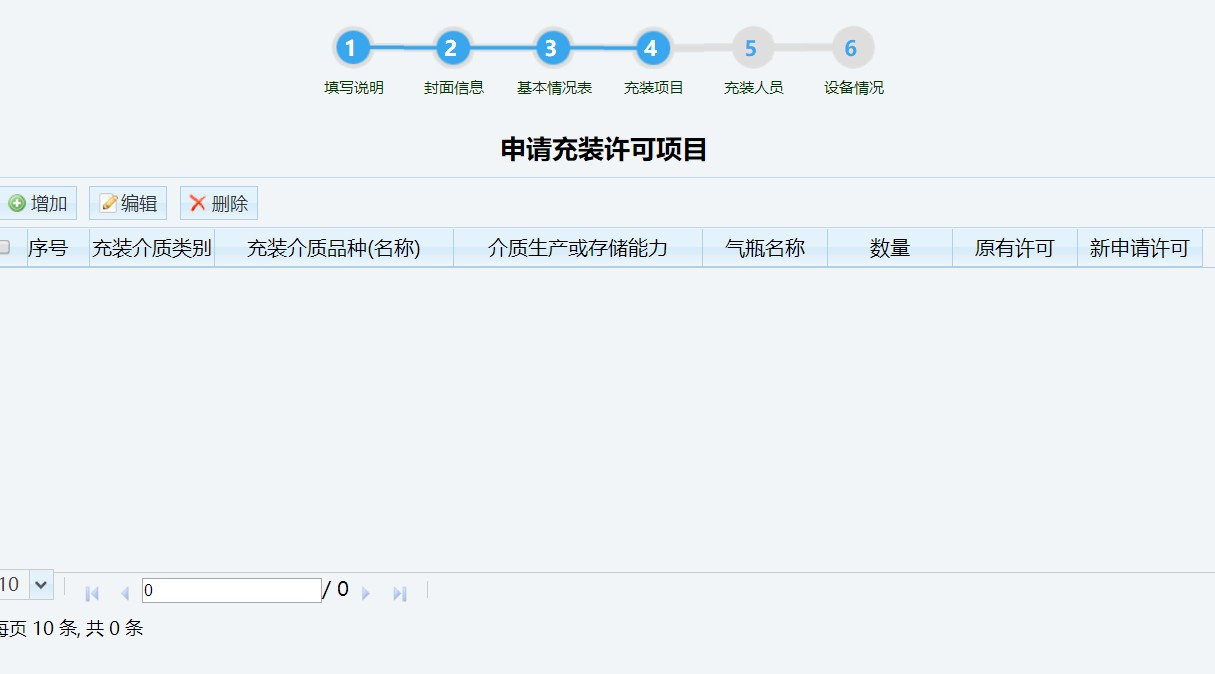 1 2 3 4 5 6
填写说明 封面信息 基本情况表 充装项目 充装人员 设备情况
申请充装许可项目
增加 编辑 删除
序号 充装介质类别 充装介质品种(名称) 介质生产或存储能力 气瓶名称 数量 原有许可 新申请许可
10 0 / 0
每页 10 条, 共 0 条